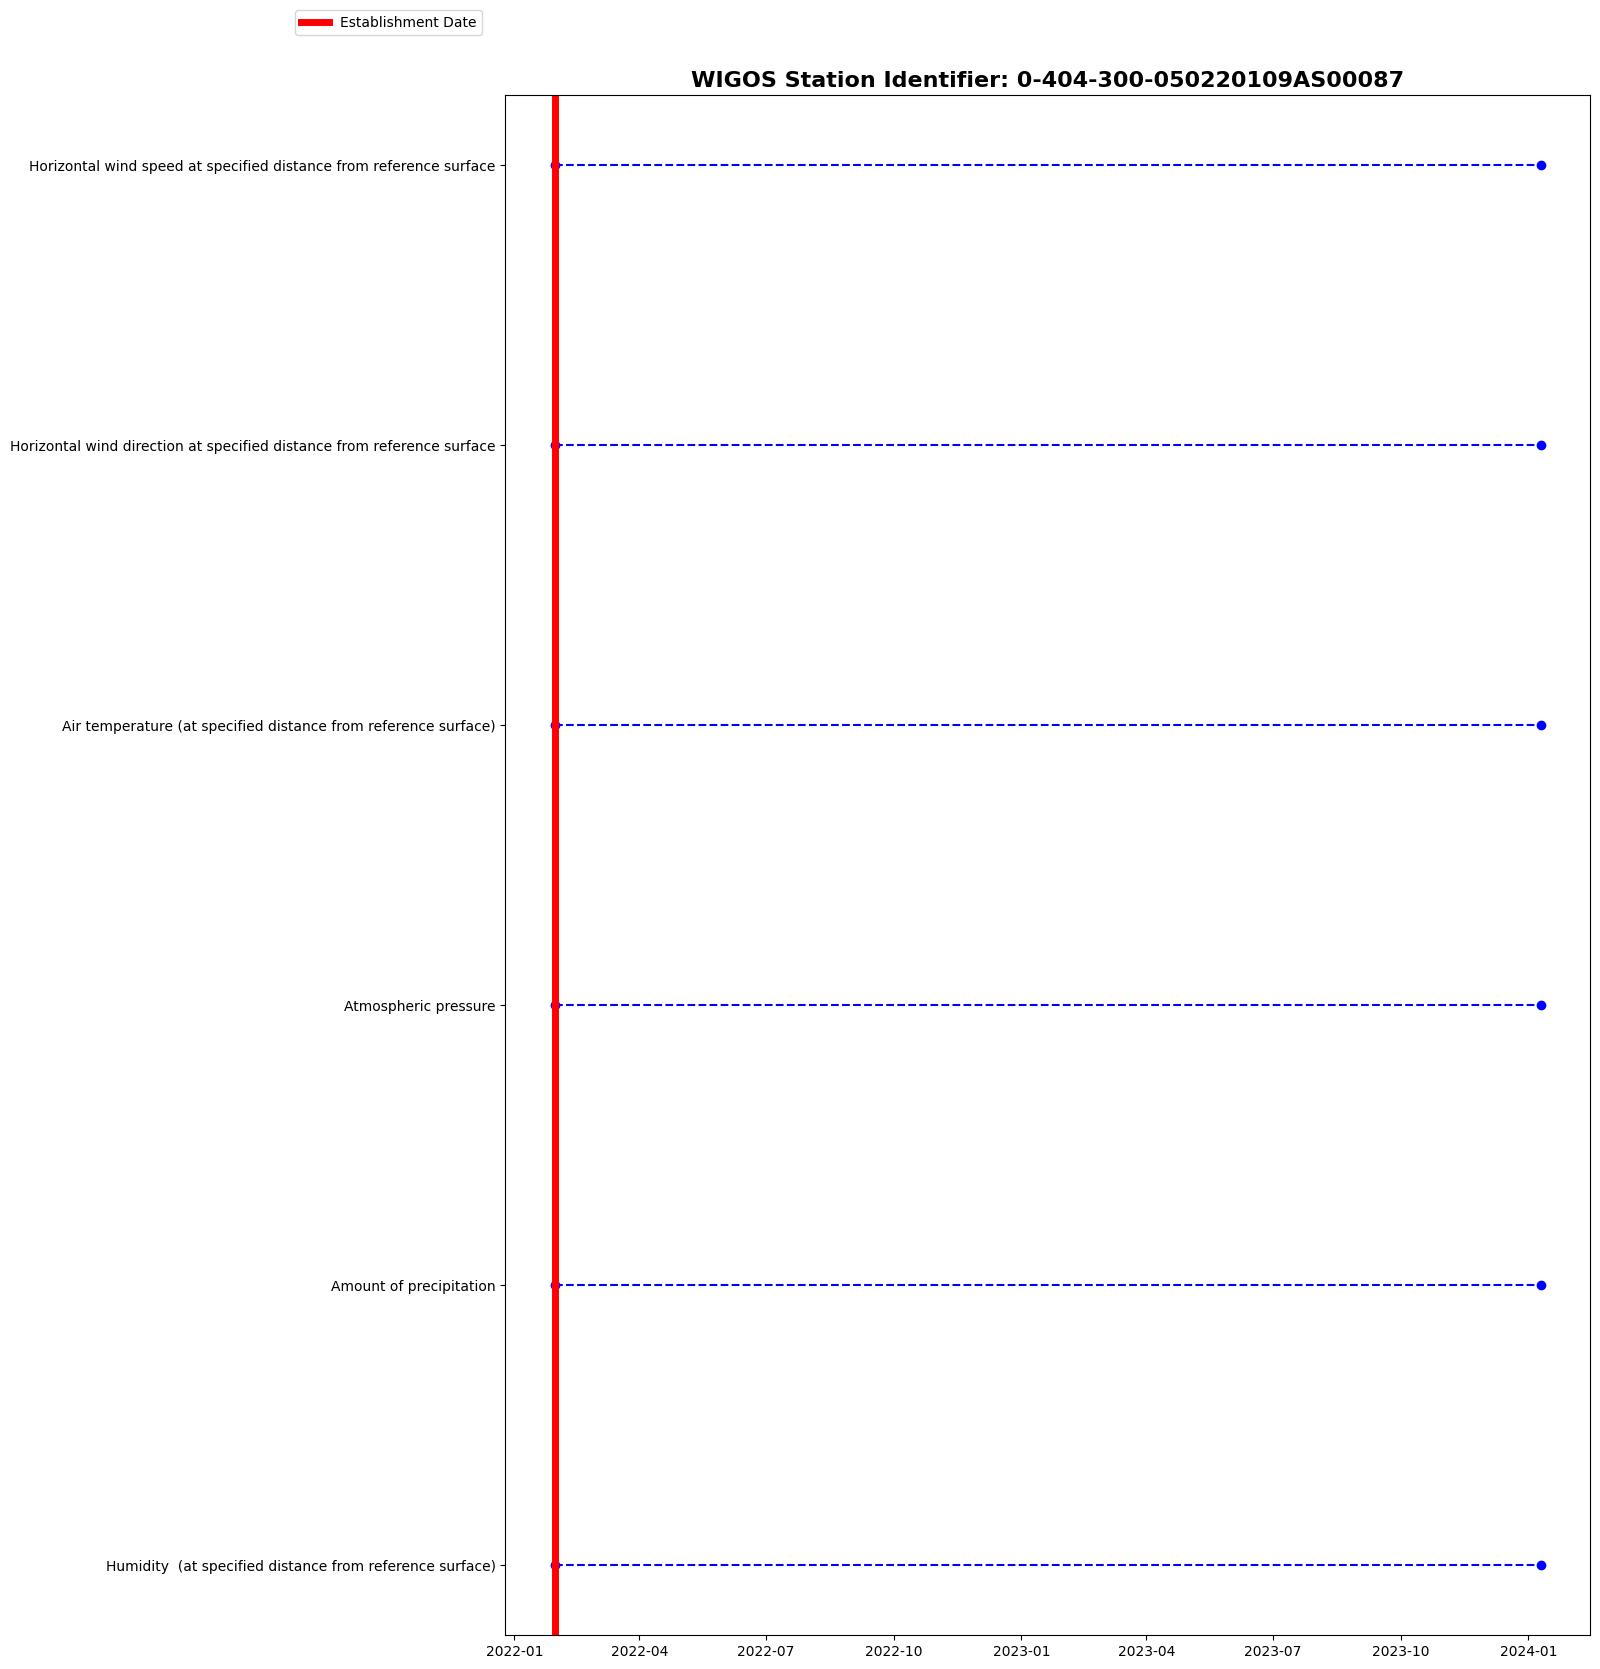 Establishment Date
WIGOS Station Identifier: 0-404-300-050220109AS00087
Horizontal wind speed at specified distance from reference surface
Horizontal wind direction at specified distance from reference surface
Air temperature (at specified distance from reference surface)
Atmospheric pressure
Amount of precipitation
Humidity  (at specified distance from reference surface)
2022-01 2022-04 2022-07 2022-10 2023-01 2023-04 2023-07 2023-10 2024-01